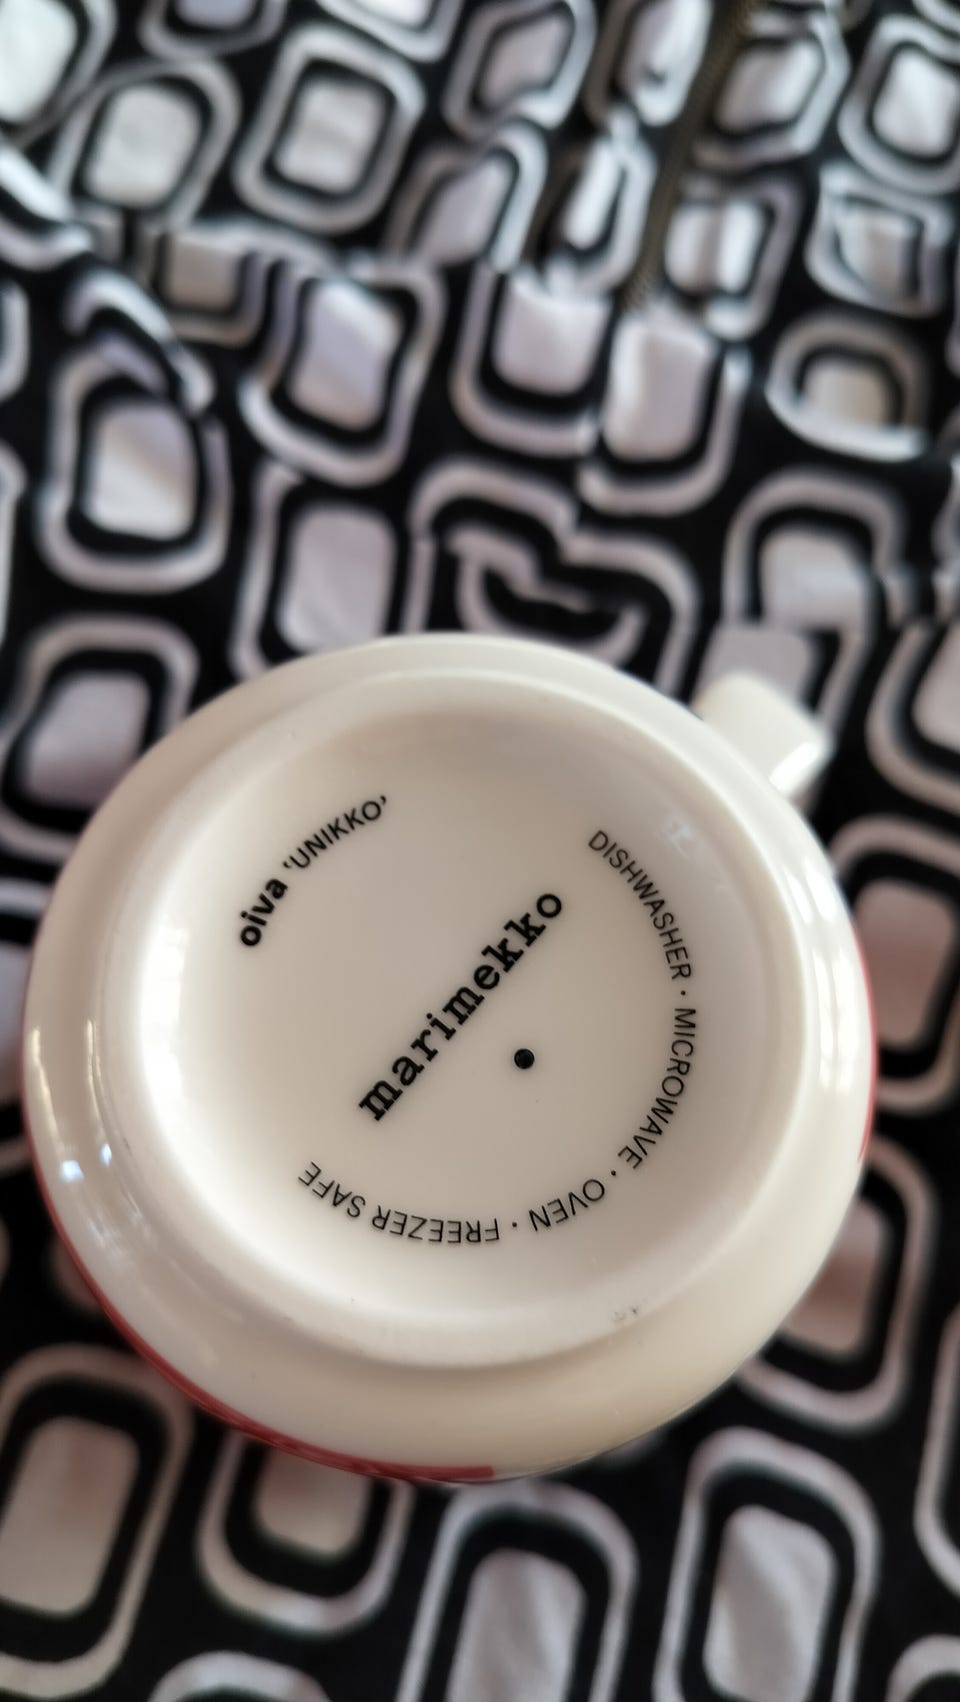 oiva 'UNIKKO'
marimekko
DISHWASHER · MICROWAVE · OVEN · FREEZER SAFE